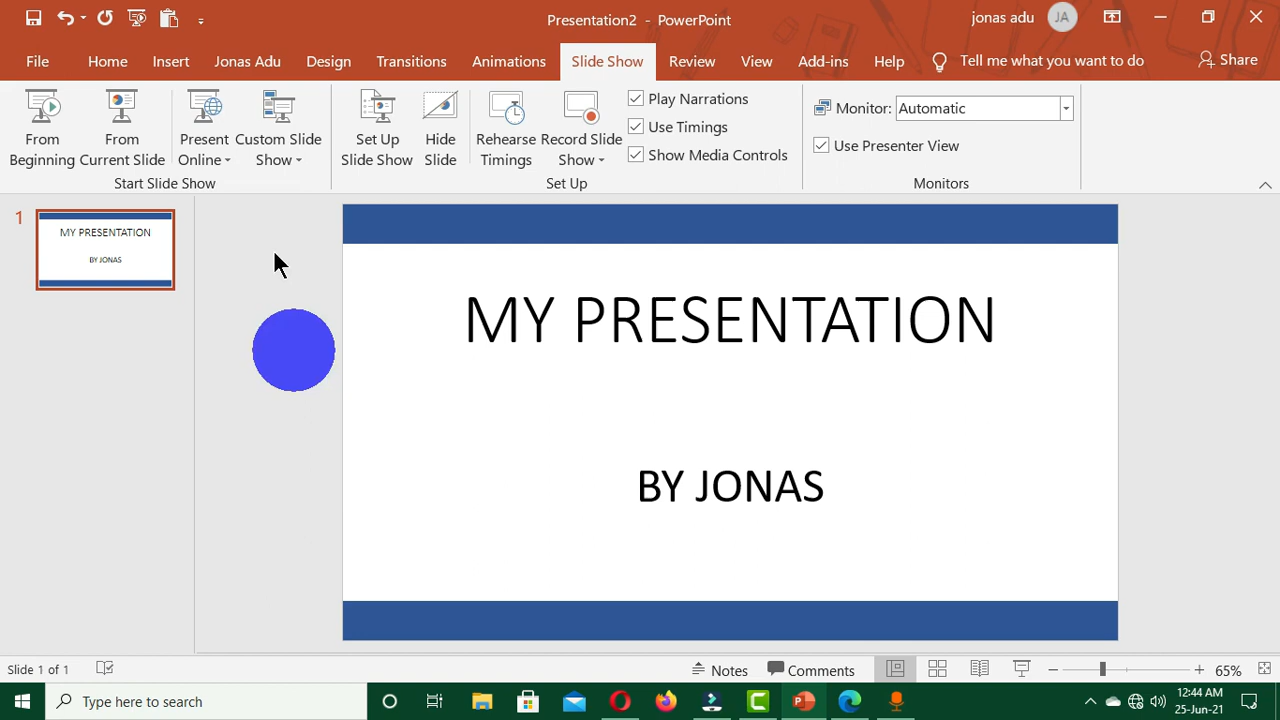 Presentation2 - PowerPoint
jonas adu
JA
File Home Insert Jonas Adu Design Transitions Animations Slide Show Review View Add-ins Help Tell me what you want to do Share
From Beginning
From Current Slide
Present Online
Custom Slide Show
Start Slide Show
Set Up Slide Show
Hide Slide
Rehearse Timings
Record Slide Show
Play Narrations
Use Timings
Show Media Controls
Set Up
Monitor: Automatic
Use Presenter View
Monitors
1
MY PRESENTATION
BY JONAS
MY PRESENTATION
BY JONAS
Slide 1 of 1
Notes
Comments
65%
Type here to search
12:44 AM
25-Jun-21